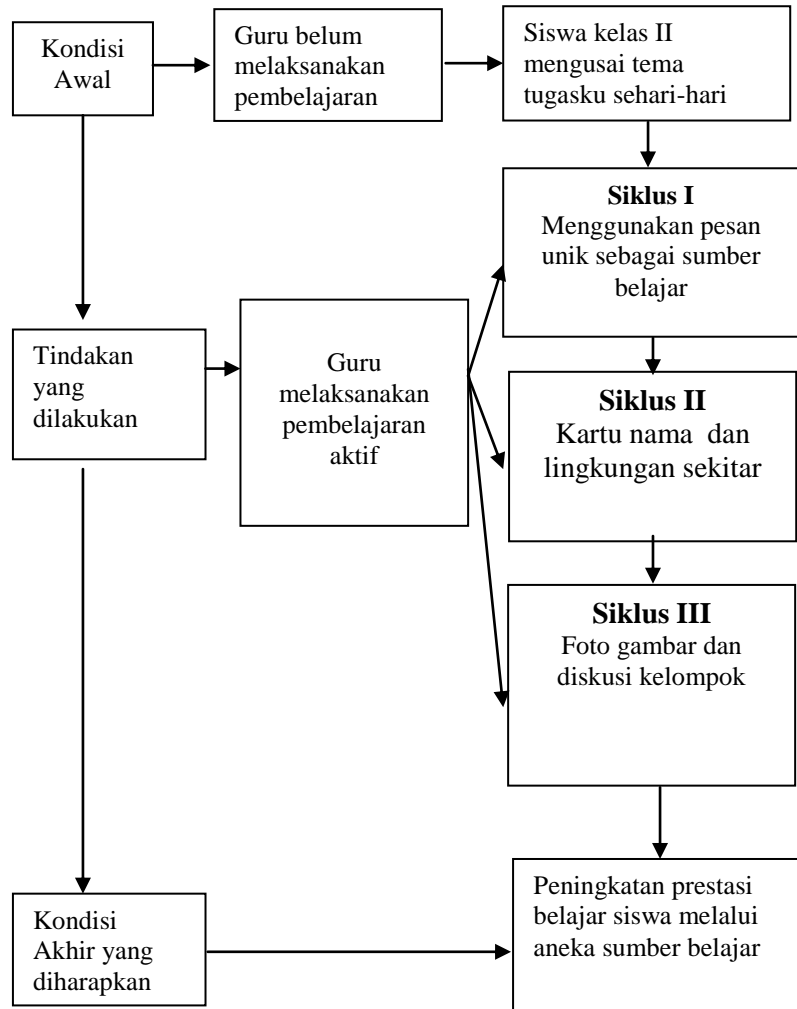 Kondisi
Awal
Guru belum
melaksanakan
pembelajaran
Siswa kelas II
mengusai tema
tugasku sehari-hari
Siklus I
Menggunakan pesan
unik sebagai sumber
belajar
Tindakan
yang
dilakukan
Guru
melaksanakan
pembelajaran
aktif
Siklus II
Kartu nama dan
lingkungan sekitar
Siklus III
Foto gambar dan
diskusi kelompok
Kondisi
Akhir yang
diharapkan
Peningkatan prestasi
belajar siswa melalui
aneka sumber belajar